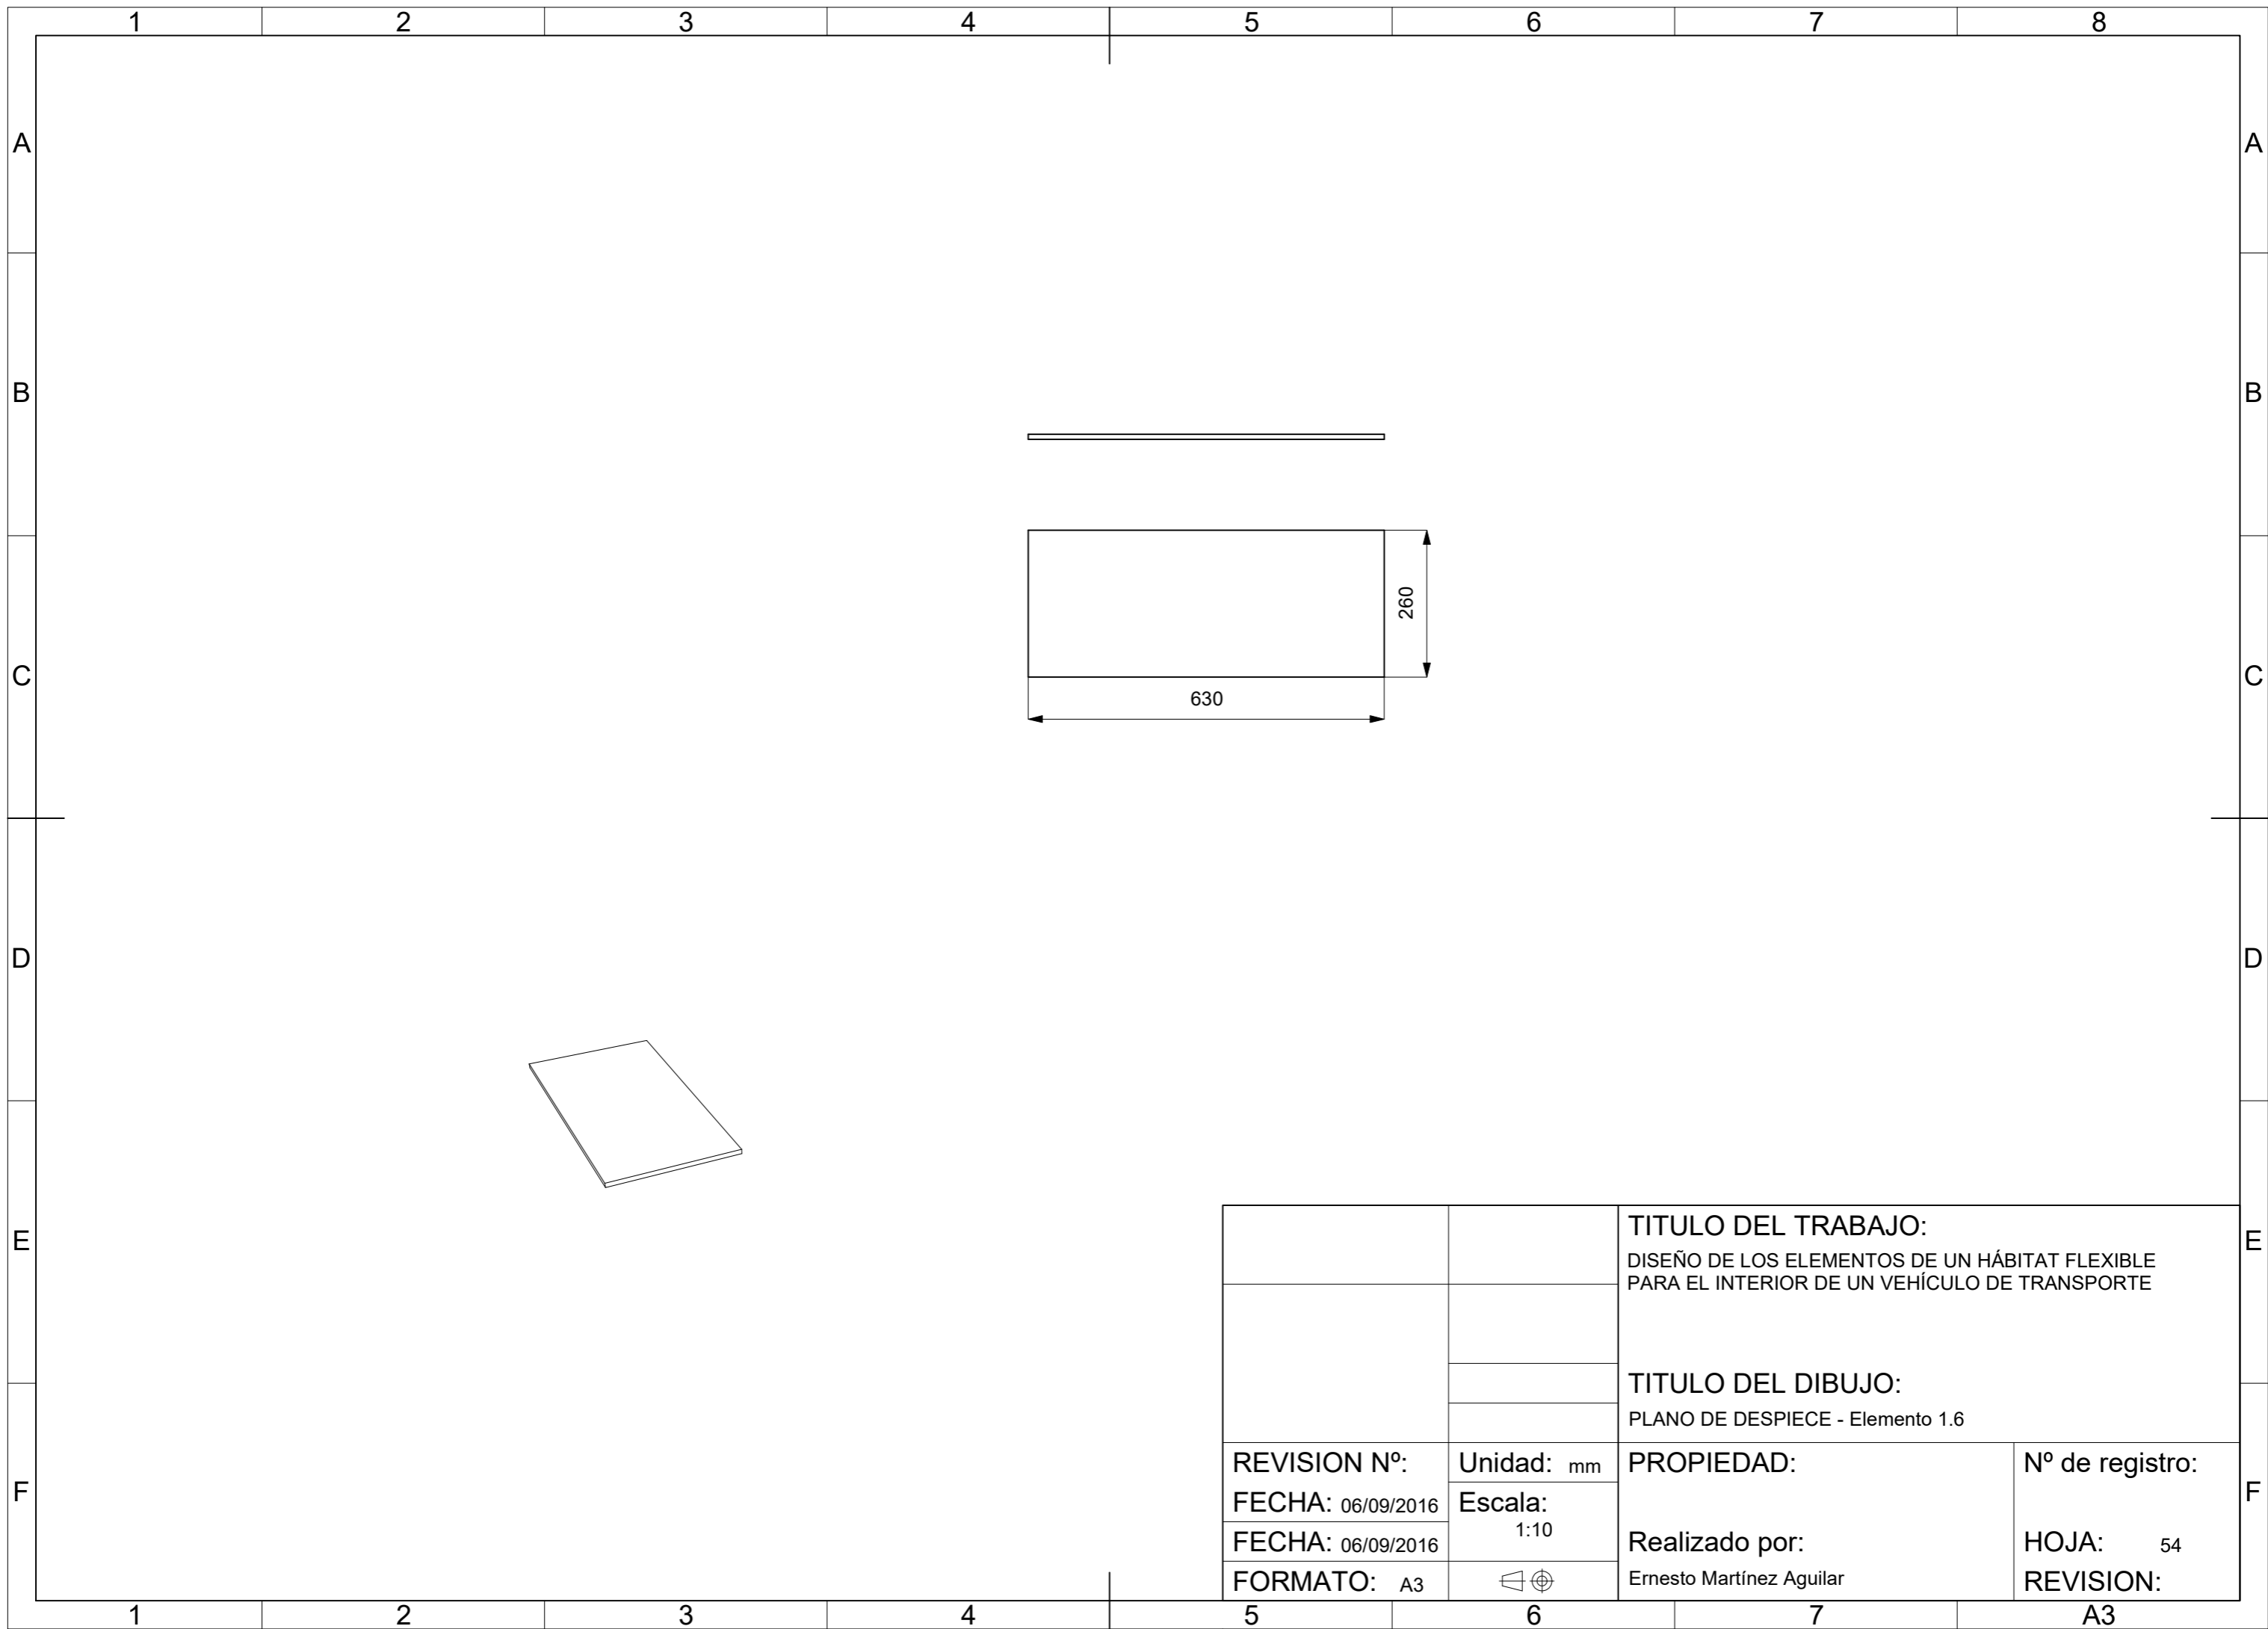 1 2 3 4 5 6 7 8
A A
B B
C C
D D
E E
F F
260
630
TITULO DEL TRABAJO:
DISEÑO DE LOS ELEMENTOS DE UN HÁBITAT FLEXIBLE
PARA EL INTERIOR DE UN VEHÍCULO DE TRANSPORTE
TITULO DEL DIBUJO:
PLANO DE DESPIECE - Elemento 1.6
REVISION Nº:
FECHA: 06/09/2016
FECHA: 06/09/2016
FORMATO: A3
Unidad: mm
Escala:
1:10
PROPIEDAD:
Realizado por:
Ernesto Martínez Aguilar
Nº de registro:
HOJA: 54
REVISION:
1 2 3 4 5 6 7 A3